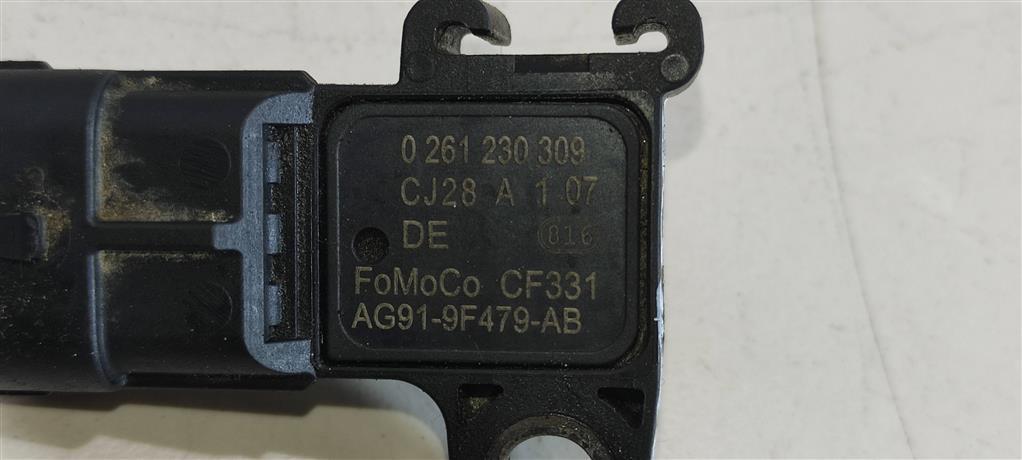 0 261 230 309
CJ28 A 1 07
DE 816
FoMoCo CF331
AG91-9F479-AB